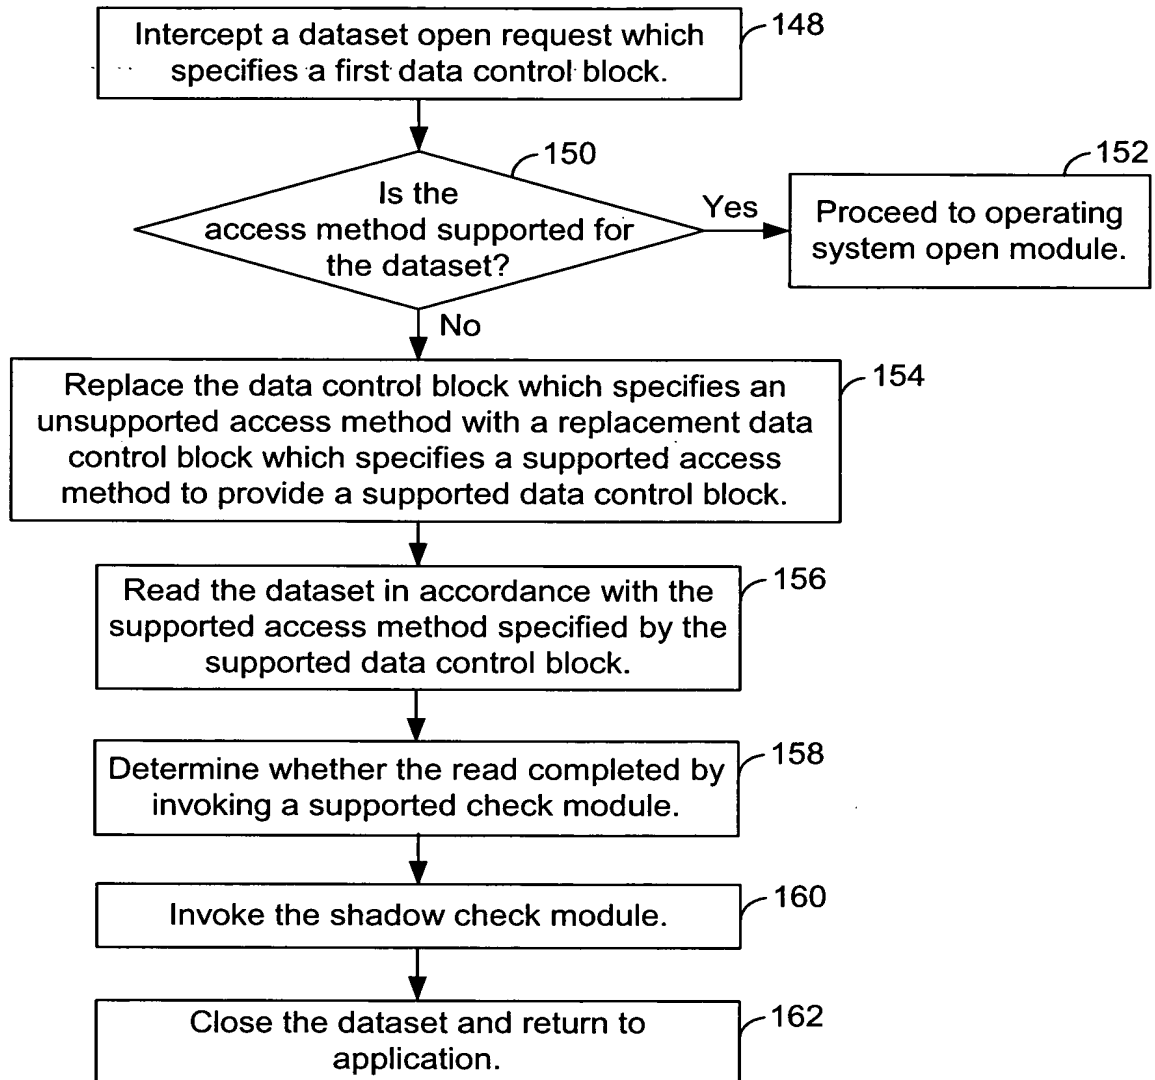 Intercept a dataset open request which
specifies a first data control block.
148
150
Is the
access method supported for
the dataset?
Yes
152
Proceed to operating
system open module.
No
154
Replace the data control block which specifies an
unsupported access method with a replacement data
control block which specifies a supported access
method to provide a supported data control block.
156
Read the dataset in accordance with the
supported access method specified by the
supported data control block.
158
Determine whether the read completed by
invoking a supported check module.
160
Invoke the shadow check module.
162
Close the dataset and return to
application.